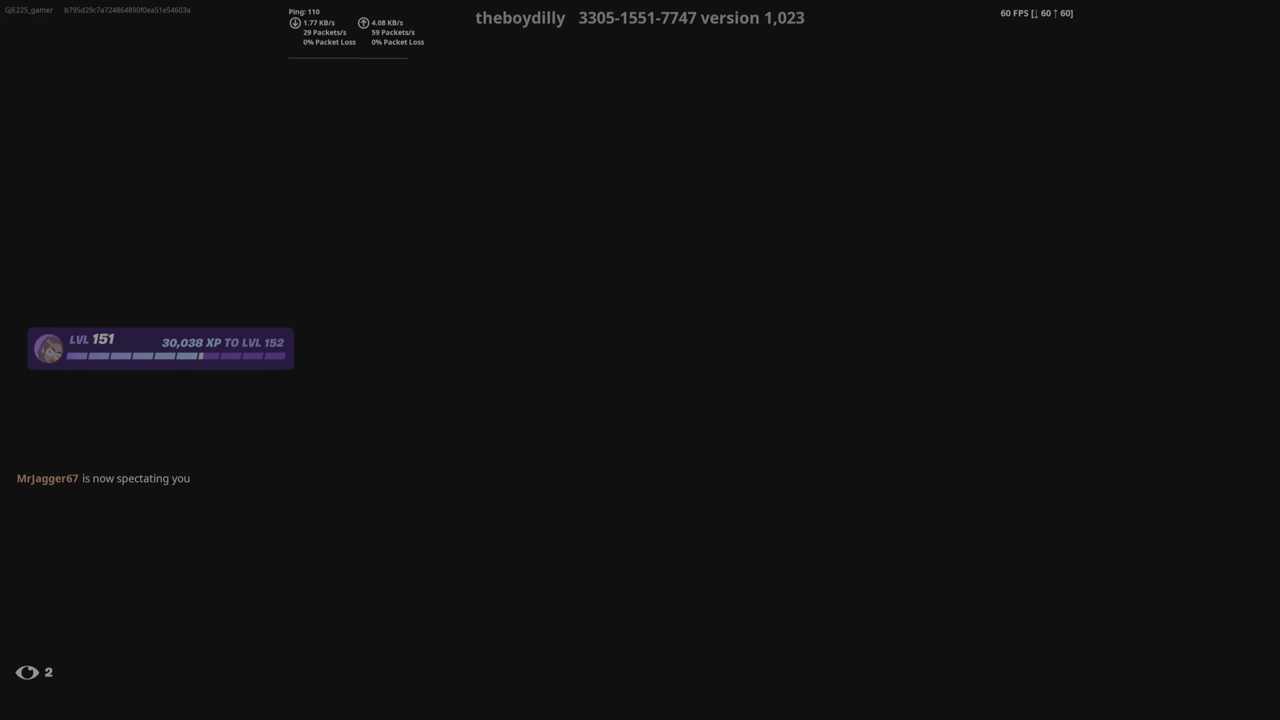 GJE225_gamer b795d29c7a724864890f0ea51e54603a
Ping: 110
1.77 KB/s 4.08 KB/s
29 Packets/s 59 Packets/s
0% Packet Loss 0% Packet Loss
theboydilly 3305-1551-7747 version 1,023
60 FPS [↓ 60 ↑ 60]
LVL 151 30,038 XP TO LVL 152
MrJagger67 is now spectating you
2